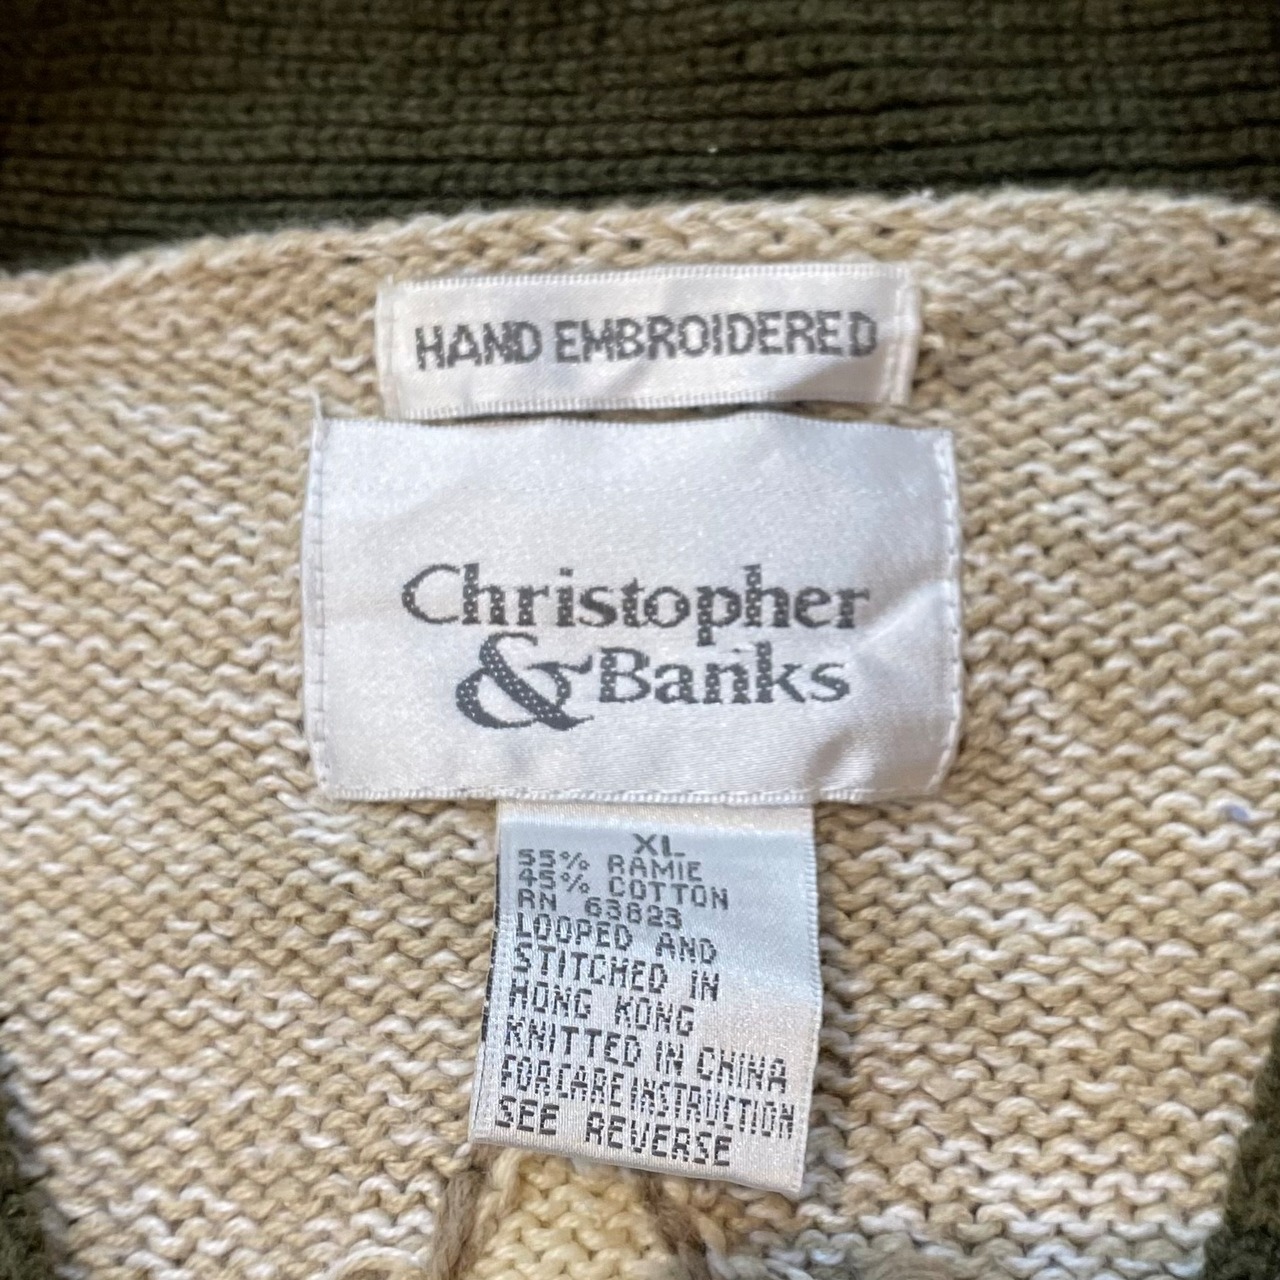 HAND EMBROIDERED
Christopher
& Banks
XL
55% RAMIE
45% COTTON
RN 63823
LOOPED AND
STITCHED IN
HONG KONG
KNITTED IN CHINA
FOR CARE INSTRUCTION
SEE REVERSE